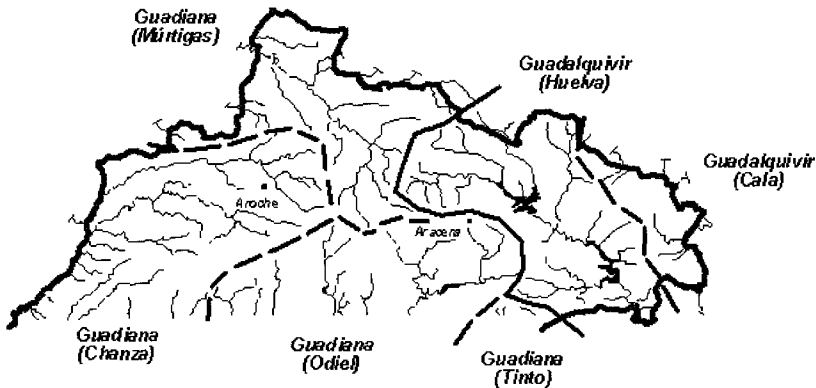 Guadiana
(Múrtigas)
Guadalquivir
(Huelva)
Guadalquivir
(Cala)
Aroche
Aracena
Guadiana
(Chanza)
Guadiana
(Odiel)
Guadiana
(Tinto)